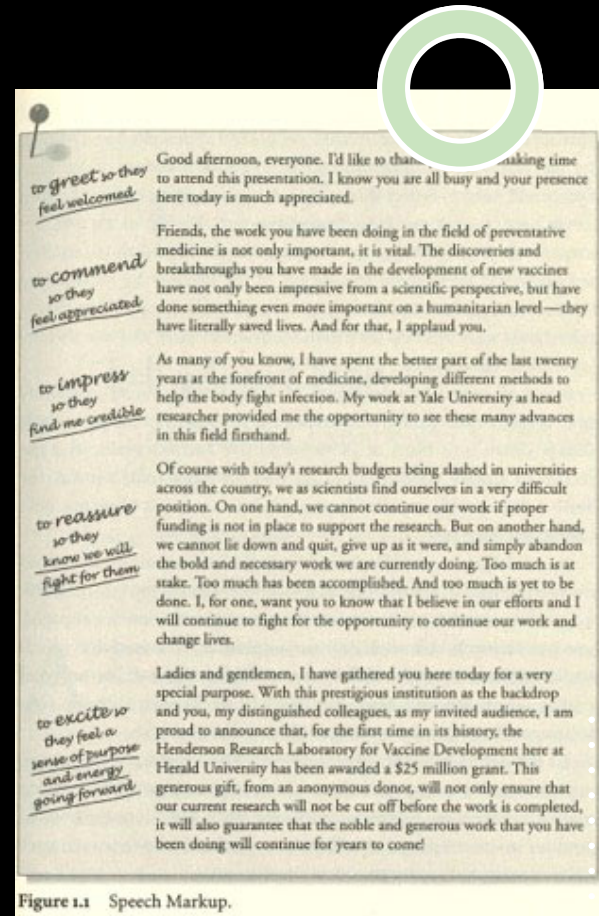 to greet so they
feel welcomed
Good afternoon, everyone. I'd like to than making time
to attend this presentation. I know you are all busy and your presence
here today is much appreciated.
to commend
so they
feel appreciated
Friends, the work you have been doing in the field of preventative
medicine is not only important, it is vital. The discoveries and
breakthroughs you have made in the development of new vaccines
have not only been impressive from a scientific perspective, but have
done something even more important on a humanitarian level—they
have literally saved lives. And for that, I applaud you.
to impress
so they
find me credible
As many of you know, I have spent the better part of the last twenty
years at the forefront of medicine, developing different methods to
help the body fight infection. My work at Yale University as head
researcher provided me the opportunity to see these many advances
in this field firsthand.
to reassure
so they
know we will
fight for them
Of course with today's research budgets being slashed in universities
across the country, we as scientists find ourselves in a very difficult
position. On one hand, we cannot continue our work if proper
funding is not in place to support the research. But on another hand,
we cannot lie down and quit, give up as it were, and simply abandon
the bold and necessary work we are currently doing. Too much is at
stake. Too much has been accomplished. And too much is yet to be
done. I, for one, want you to know that I believe in our efforts and I
will continue to fight for the opportunity to continue our work and
change lives.
to excite so
they feel a
sense of purpose
and energy
going forward
Ladies and gentlemen, I have gathered you here today for a very
special purpose. With this prestigious institution as the backdrop
and you, my distinguished colleagues, as my invited audience, I am
proud to announce that, for the first time in its history, the
Henderson Research Laboratory for Vaccine Development here at
Herald University has been awarded a $25 million grant. This
generous gift, from an anonymous donor, will not only ensure that
our current research will not be cut off before the work is completed,
it will also guarantee that the noble and generous work that you have
been doing will continue for years to come!
Figure 1.1 Speech Markup.